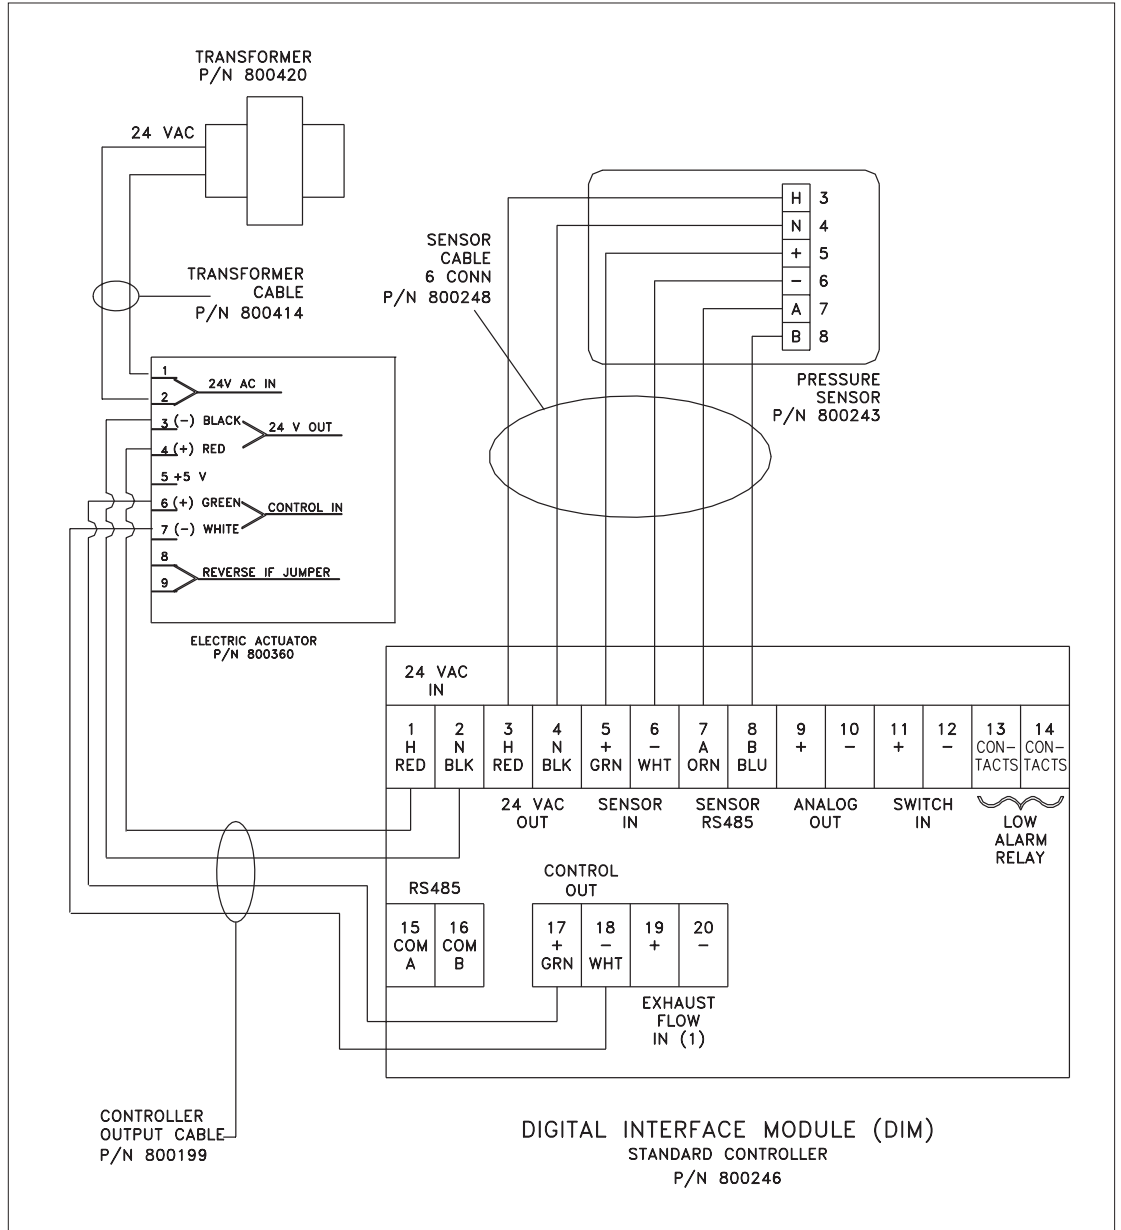 TRANSFORMER
P/N 800420
24 VAC
TRANSFORMER
CABLE
P/N 800414
SENSOR
CABLE
6 CONN
P/N 800248
H 3
N 4
+ 5
− 6
A 7
B 8
PRESSURE
SENSOR
P/N 800243
1
2
24V AC IN
3 (−) BLACK
4 (+) RED
24 V OUT
5 +5 V
6 (+) GREEN
7 (−) WHITE
CONTROL IN
8
9
REVERSE IF JUMPER
ELECTRIC ACTUATOR
P/N 800360
24 VAC
IN
1 2 3 4 5 6 7 8 9 10 11 12 13 14
H N H N + − A B + − + − CON− CON−
RED BLK RED BLK GRN WHT ORN BLU TACTS TACTS
24 VAC
OUT
SENSOR
IN
SENSOR
RS485
ANALOG
OUT
SWITCH
IN
LOW
ALARM
RELAY
RS485
15 16
COM COM
A B
CONTROL
OUT
17 18 19 20
+ − + −
GRN WHT
EXHAUST
FLOW
IN (1)
CONTROLLER
OUTPUT CABLE
P/N 800199
DIGITAL INTERFACE MODULE (DIM)
STANDARD CONTROLLER
P/N 800246